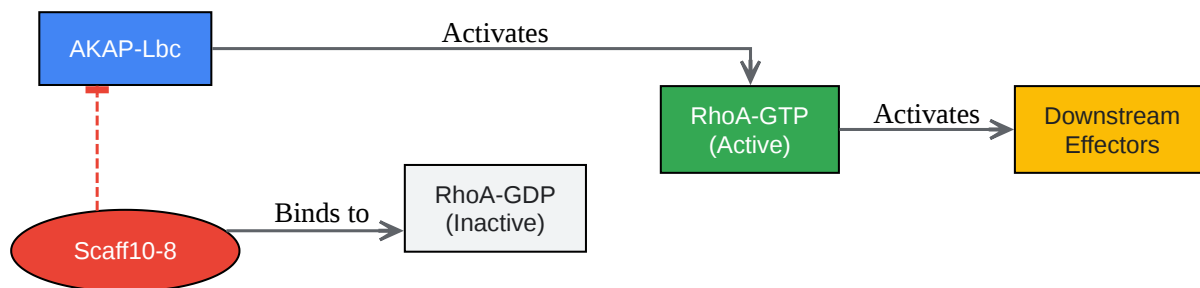 AKAP-Lbc
Activates
RhoA-GTP
(Active)
Activates
Downstream
Effectors
RhoA-GDP
(Inactive)
Binds to
Scaff10-8